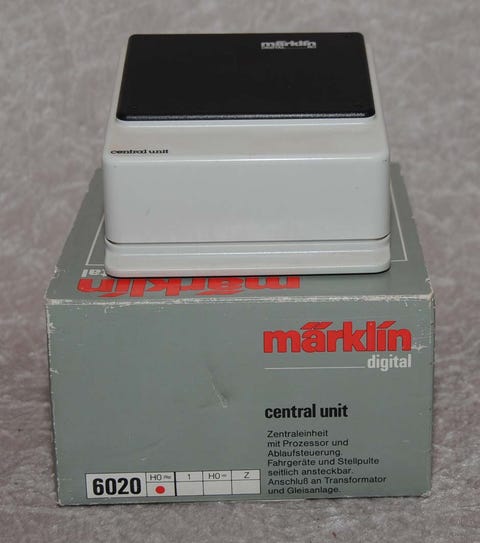 märklin
central unit
märklin
digital
märklin
digital
central unit
Zentraleinheit
mit Prozessor und
Ablaufsteuerung.
Fahrgeräte und Stellpulte
seitlich ansteckbar.
Anschluß an Transformator
und Gleisanlage.
6020
HO
1
HO
Z